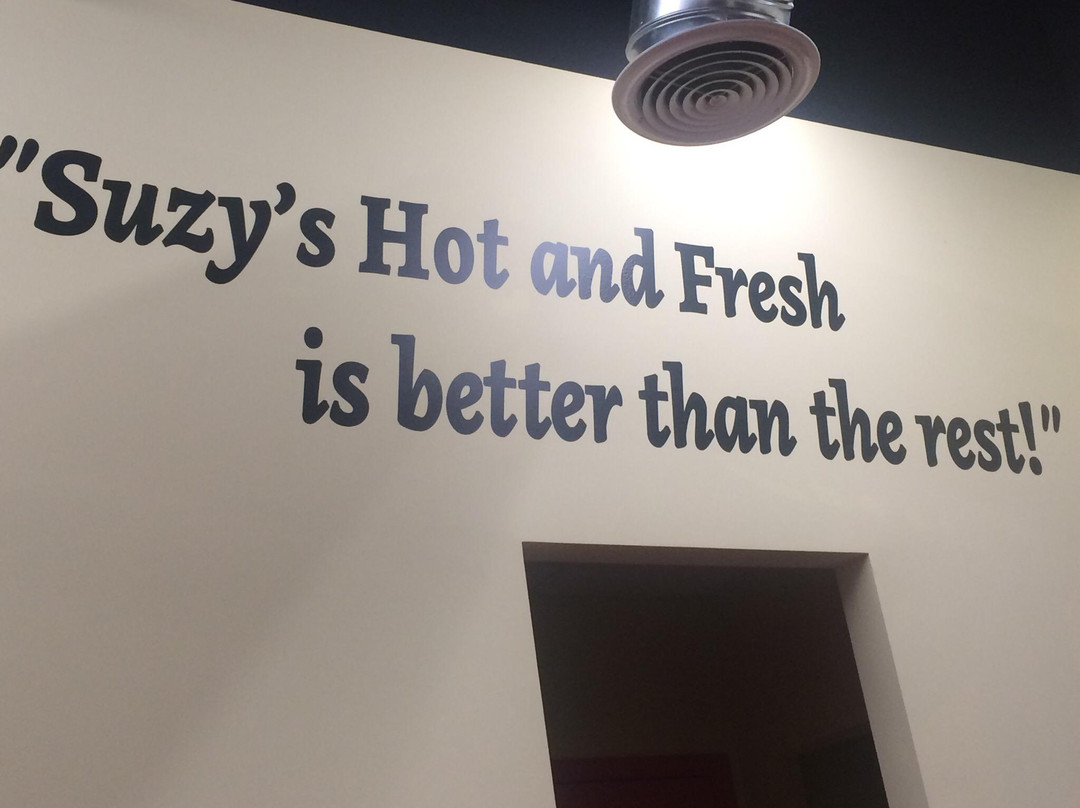 "Suzy’s Hot and Fresh
is better than the rest!"